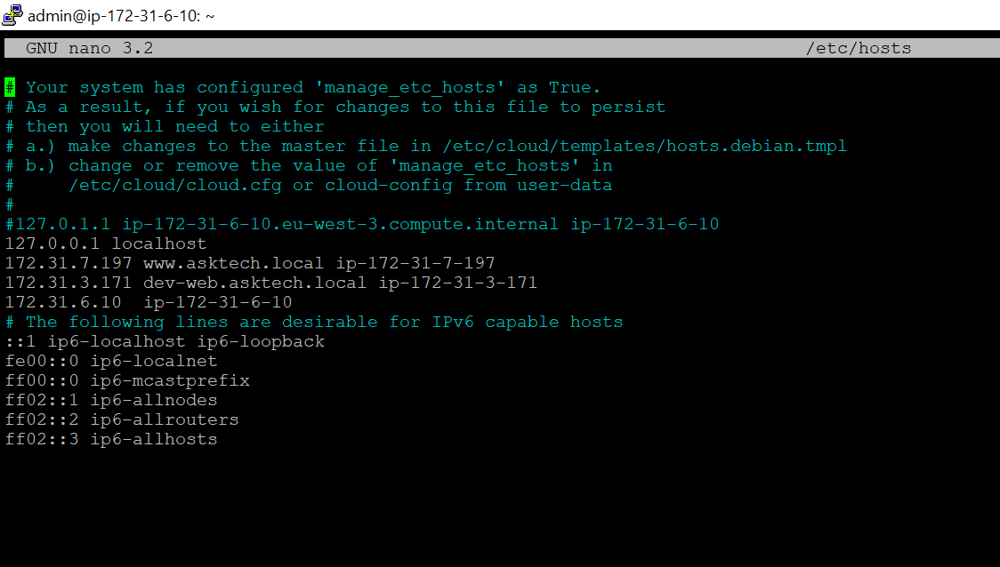 admin@ip-172-31-6-10: ~
GNU nano 3.2 /etc/hosts
# Your system has configured 'manage_etc_hosts' as True.
# As a result, if you wish for changes to this file to persist
# then you will need to either
# a.) make changes to the master file in /etc/cloud/templates/hosts.debian.tmpl
# b.) change or remove the value of 'manage_etc_hosts' in
#     /etc/cloud/cloud.cfg or cloud-config from user-data
#
#127.0.1.1 ip-172-31-6-10.eu-west-3.compute.internal ip-172-31-6-10
127.0.0.1 localhost
172.31.7.197 www.asktech.local ip-172-31-7-197
172.31.3.171 dev-web.asktech.local ip-172-31-3-171
172.31.6.10  ip-172-31-6-10
# The following lines are desirable for IPv6 capable hosts
::1 ip6-localhost ip6-loopback
fe00::0 ip6-localnet
ff00::0 ip6-mcastprefix
ff02::1 ip6-allnodes
ff02::2 ip6-allrouters
ff02::3 ip6-allhosts